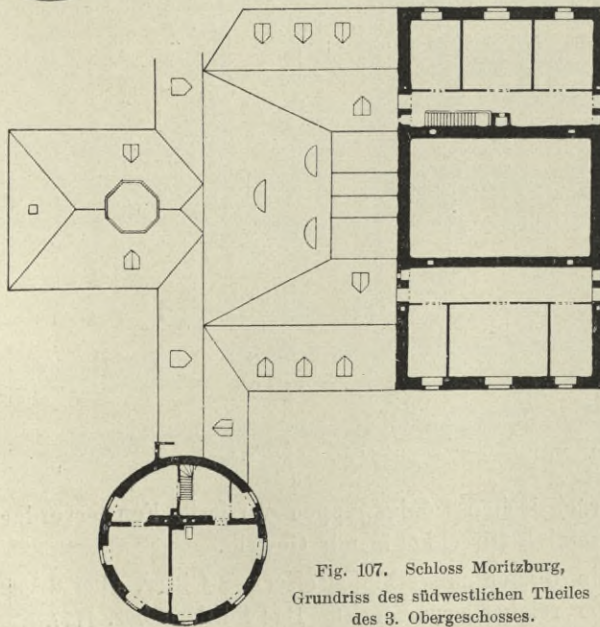 Fig. 107. Schloss Moritzburg,
Grundriss des südwestlichen Theiles
des 3. Obergeschosses.